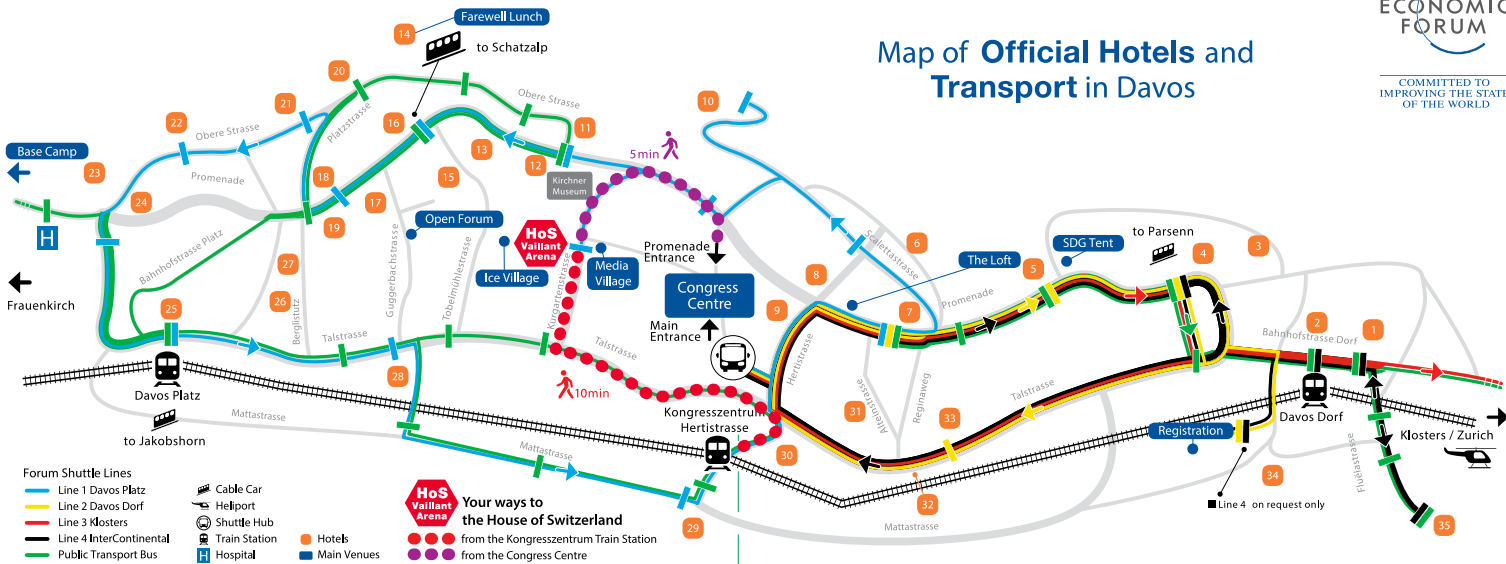 ECONOMIC
FORUM
COMMITTED TO
IMPROVING THE STATE
OF THE WORLD
Map of Official Hotels and
Transport in Davos
14
Farewell Lunch
to Schatzalp
20
21
22
Obere Strasse
Platzstrasse
16
Obere Strasse
11
10
5 min
13
12
Kirchner
Museum
Base Camp
23
24
Promenade
18
17
15
19
H
Open Forum
HoS
Vaillant
Arena
Ice Village
Media
Village
Promenade
Entrance
Congress
Centre
Main
Entrance
Scalettastrasse
6
The Loft
SDG Tent
to Parsenn
4
3
5
8
7
Promenade
9
Frauenkirch
Bahnhofstrasse Platz
27
26
Berglistutz
Guggerbachstrasse
Tobelmühlestrasse
Kurgartenstrasse
25
Talstrasse
28
Talstrasse
10min
Hertistrasse
Alteinstrasse
Reginaweg
31
33
Talstrasse
Bahnhofstrasse Dorf
2
1
Davos Platz
to Jakobshorn
Mattastrasse
Mattastrasse
Kongresszentrum
Hertistrasse
30
29
32
Mattastrasse
Davos Dorf
Registration
34
Line 4 on request only
Flüelastrasse
35
Klosters / Zurich
Forum Shuttle Lines
Line 1 Davos Platz
Line 2 Davos Dorf
Line 3 Klosters
Line 4 InterContinental
Public Transport Bus
Cable Car
Heliport
Shuttle Hub
Train Station
H Hospital
Hotels
Main Venues
HoS
Vaillant
Arena
Your ways to
the House of Switzerland
from the Kongresszentrum Train Station
from the Congress Centre